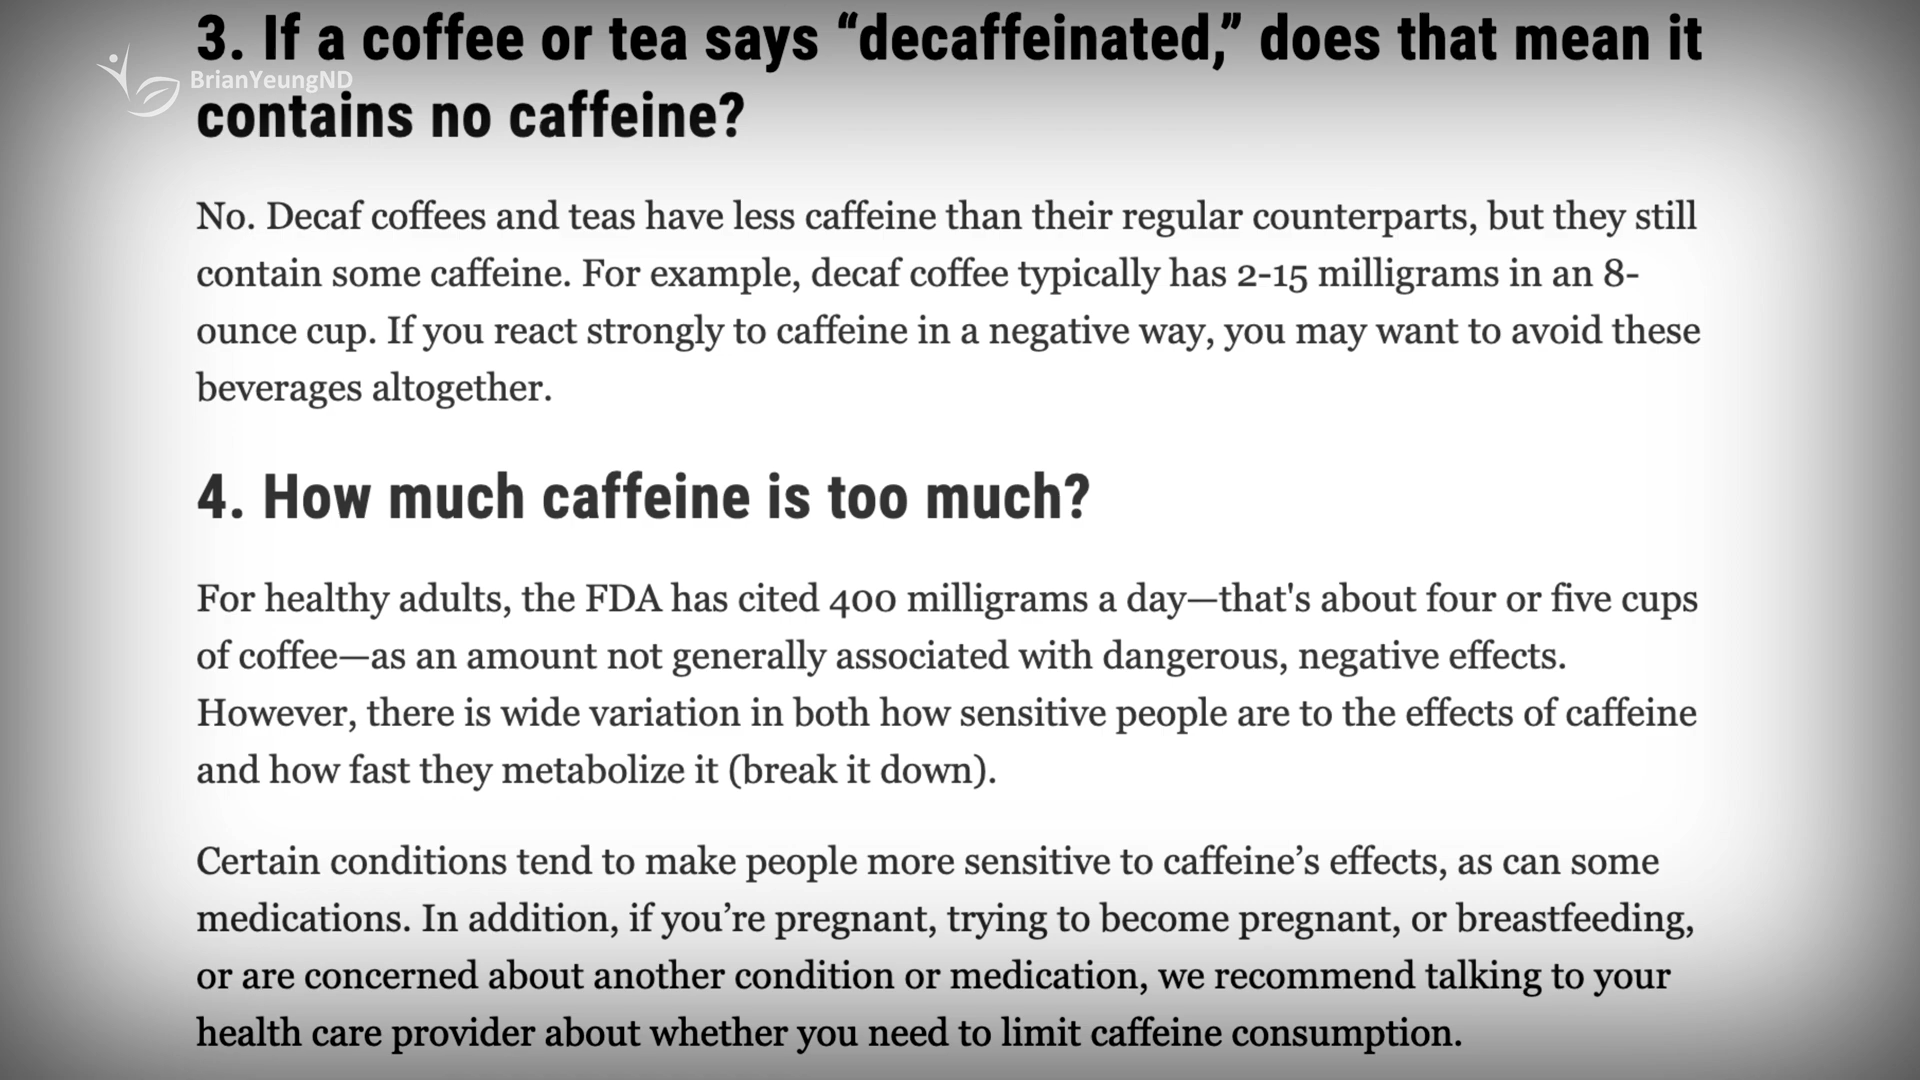 3. If a coffee or tea says “decaffeinated,” does that mean it
BrianYeungND
contains no caffeine?
No. Decaf coffees and teas have less caffeine than their regular counterparts, but they still
contain some caffeine. For example, decaf coffee typically has 2-15 milligrams in an 8-
ounce cup. If you react strongly to caffeine in a negative way, you may want to avoid these
beverages altogether.
4. How much caffeine is too much?
For healthy adults, the FDA has cited 400 milligrams a day—that's about four or five cups
of coffee—as an amount not generally associated with dangerous, negative effects.
However, there is wide variation in both how sensitive people are to the effects of caffeine
and how fast they metabolize it (break it down).
Certain conditions tend to make people more sensitive to caffeine’s effects, as can some
medications. In addition, if you’re pregnant, trying to become pregnant, or breastfeeding,
or are concerned about another condition or medication, we recommend talking to your
health care provider about whether you need to limit caffeine consumption.